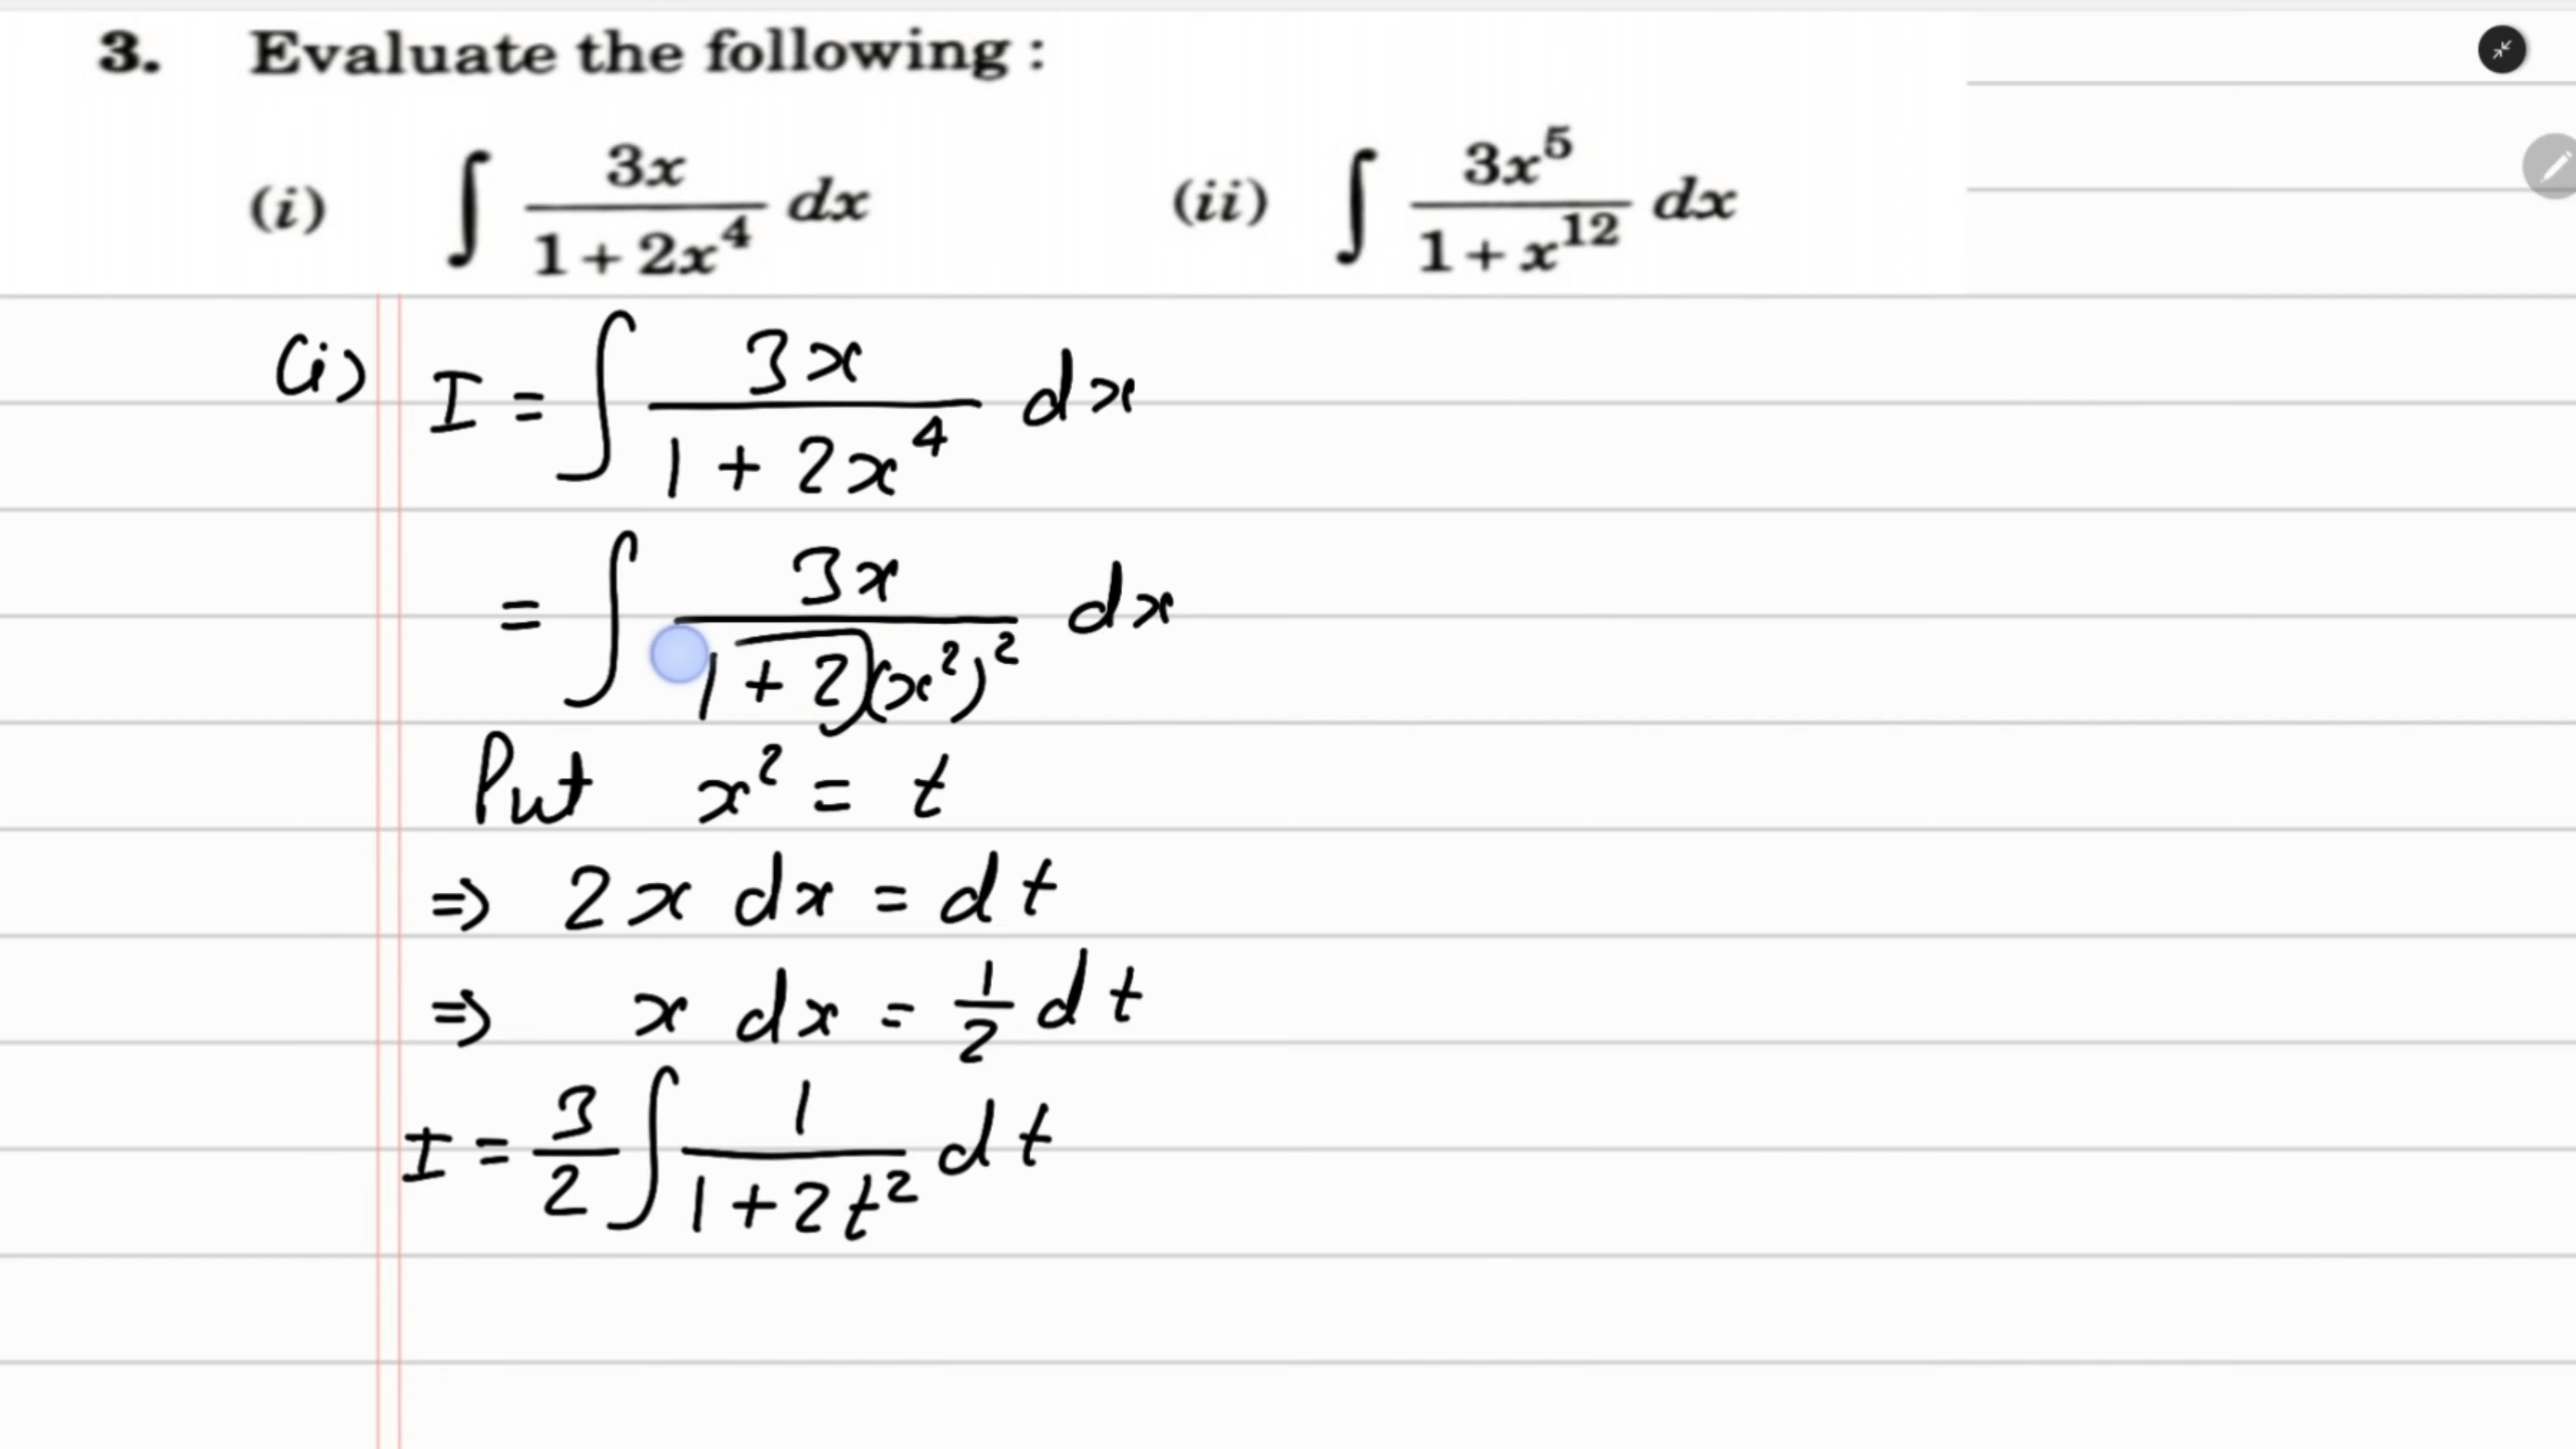 3. Evaluate the following :
(i) ∫ 3x/(1 + 2x⁴) dx (ii) ∫ 3x⁵/(1 + x¹²) dx
(i) I = ∫ 3x/(1 + 2x⁴) dx
= ∫ 3x/(1 + 2(x²)²) dx
Put x² = t
⇒ 2x dx = dt
⇒ x dx = 1/2 dt
I = 3/2 ∫ 1/(1 + 2t²) dt